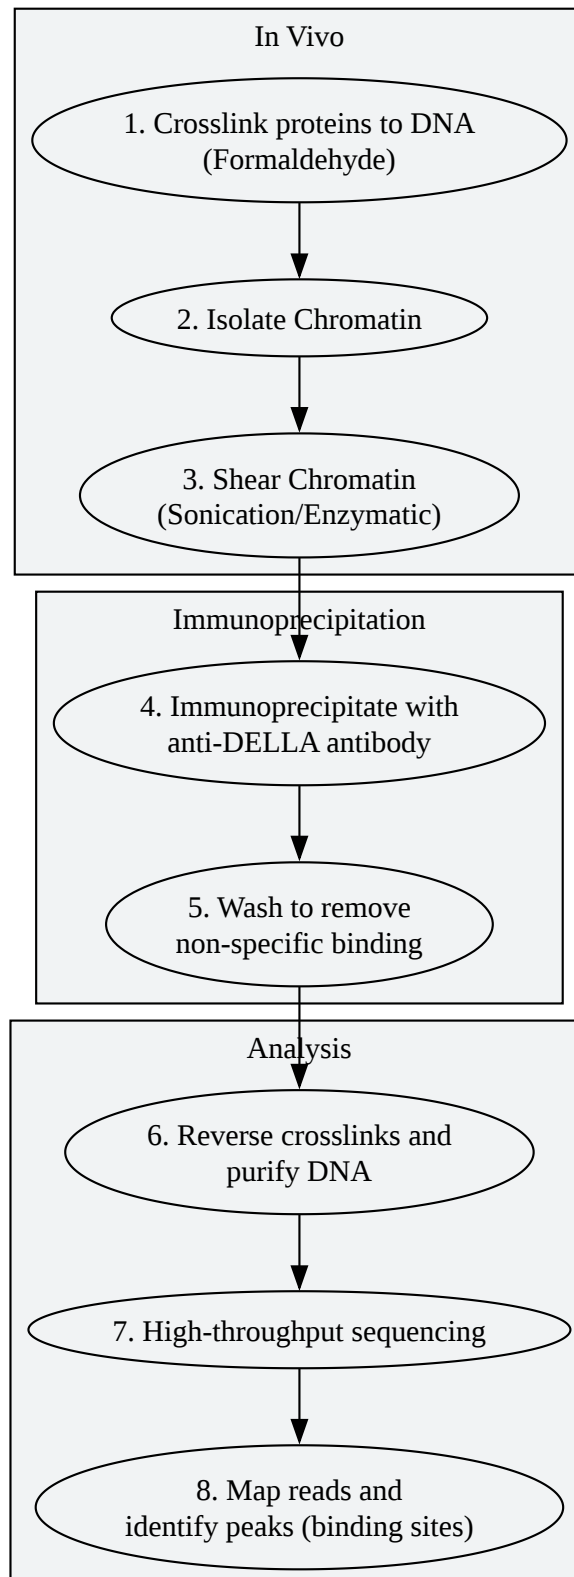 In Vivo
1. Crosslink proteins to DNA
(Formaldehyde)
2. Isolate Chromatin
3. Shear Chromatin
(Sonication/Enzymatic)
Immunoprecipitation
4. Immunoprecipitate with
anti-DELLA antibody
5. Wash to remove
non-specific binding
Analysis
6. Reverse crosslinks and
purify DNA
7. High-throughput sequencing
8. Map reads and
identify peaks (binding sites)